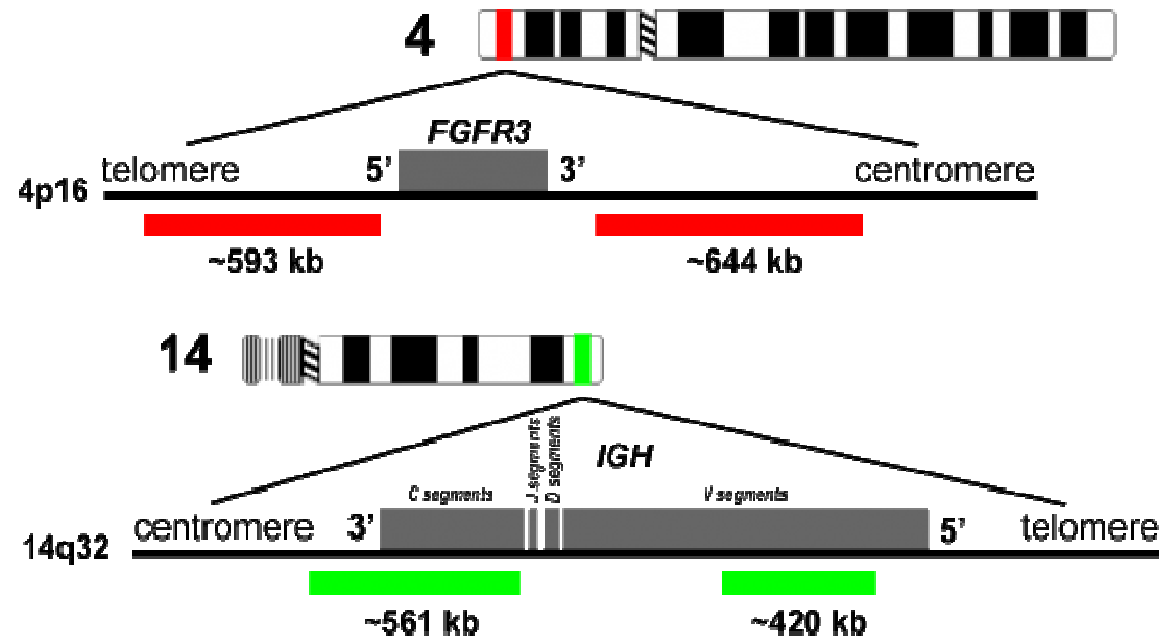 4
FGFR3
telomere 5’ 3’ centromere
4p16
~593 kb ~644 kb
14
J segments
D segments
IGH
C segments V segments
centromere 3’ 5’ telomere
14q32
~561 kb ~420 kb